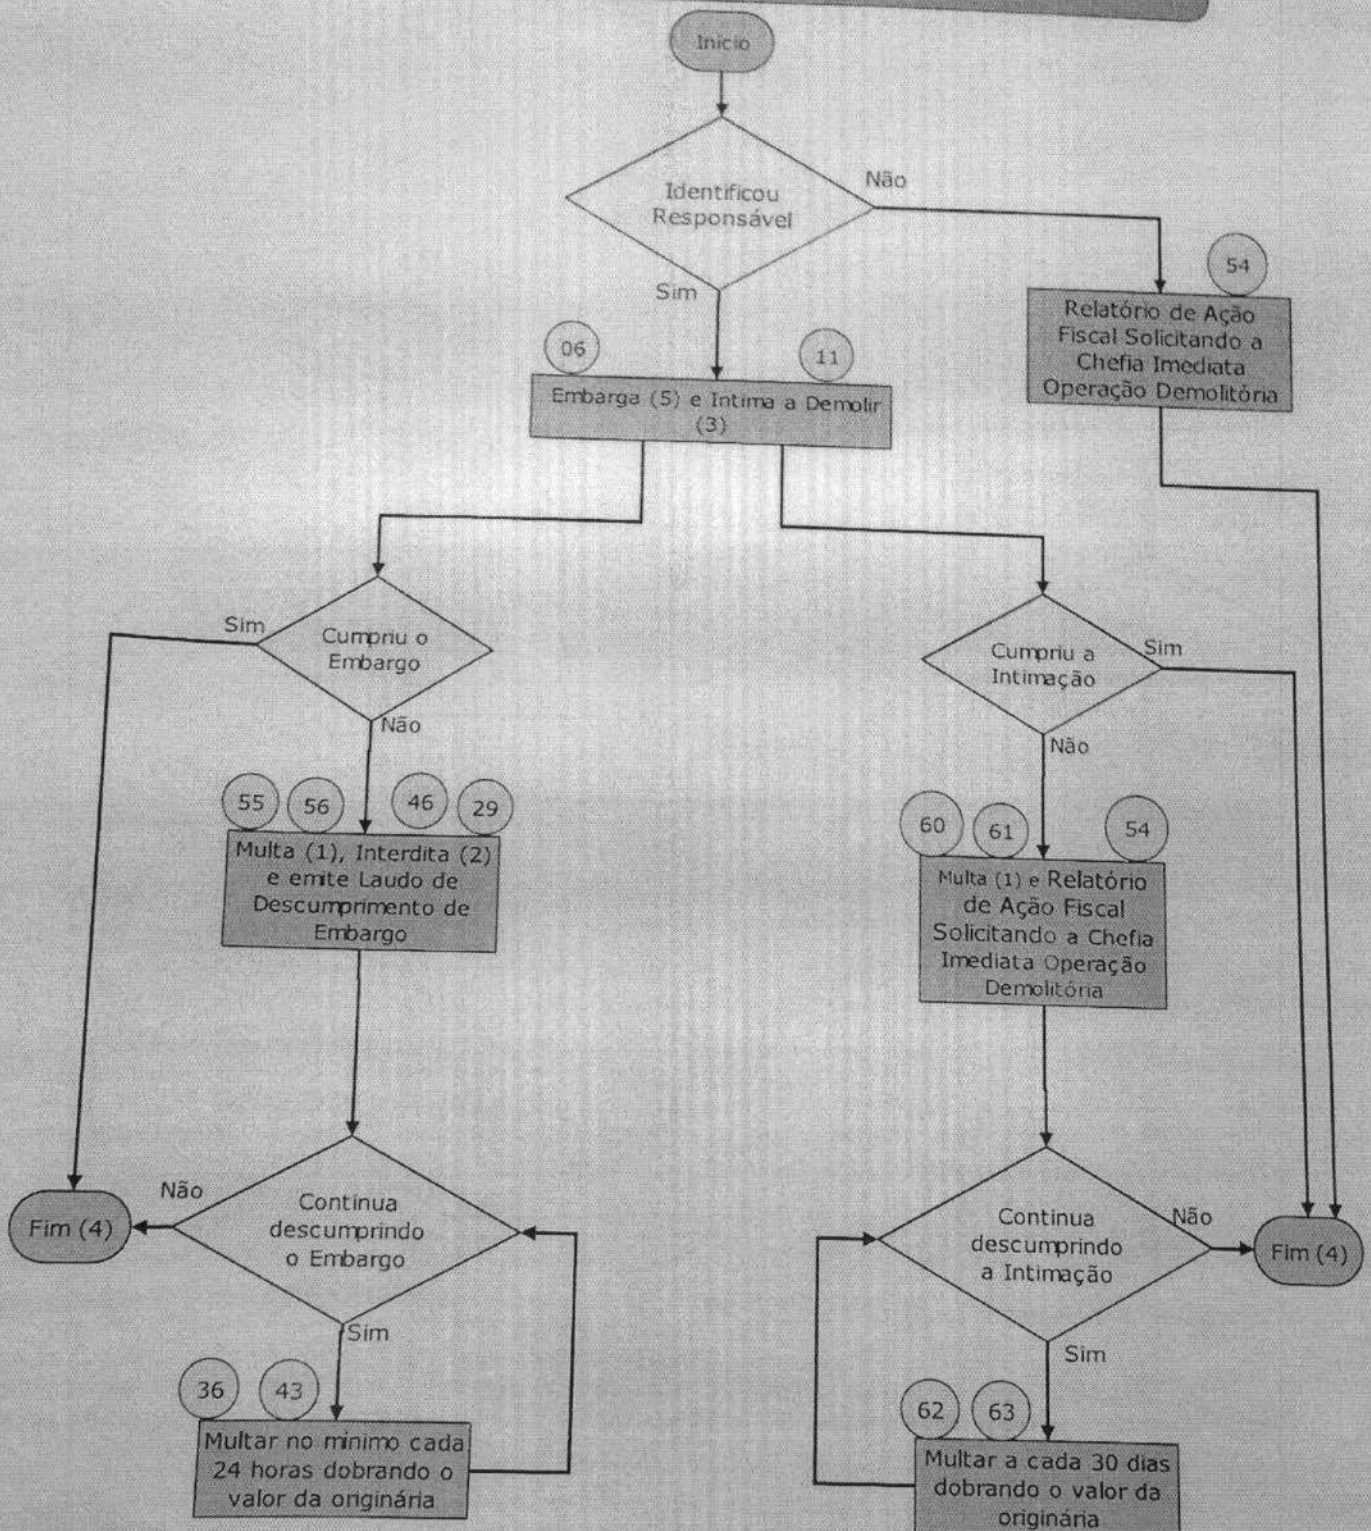 Início
Identificou
Responsável
Não
Sim
54
Relatório de Ação
Fiscal Solicitando a
Chefia Imediata
Operação Demolitória
06
11
Embarga (5) e Intima a Demolir
(3)
Sim
Cumpriu o
Embargo
Não
Cumpriu a
Intimação
Sim
Não
55
56
46
29
Multa (1), Interdita (2)
e emite Laudo de
Descumprimento de
Embargo
60
61
54
Multa (1) e Relatório
de Ação Fiscal
Solicitando a Chefia
Imediata Operação
Demolitória
Fim (4)
Não
Continua
descumprindo
o Embargo
Sim
Continua
descumprindo
a Intimação
Não
Fim (4)
Sim
36
43
Multar no mínimo cada
24 horas dobrando o
valor da originária
62
63
Multar a cada 30 dias
dobrando o valor da
originária